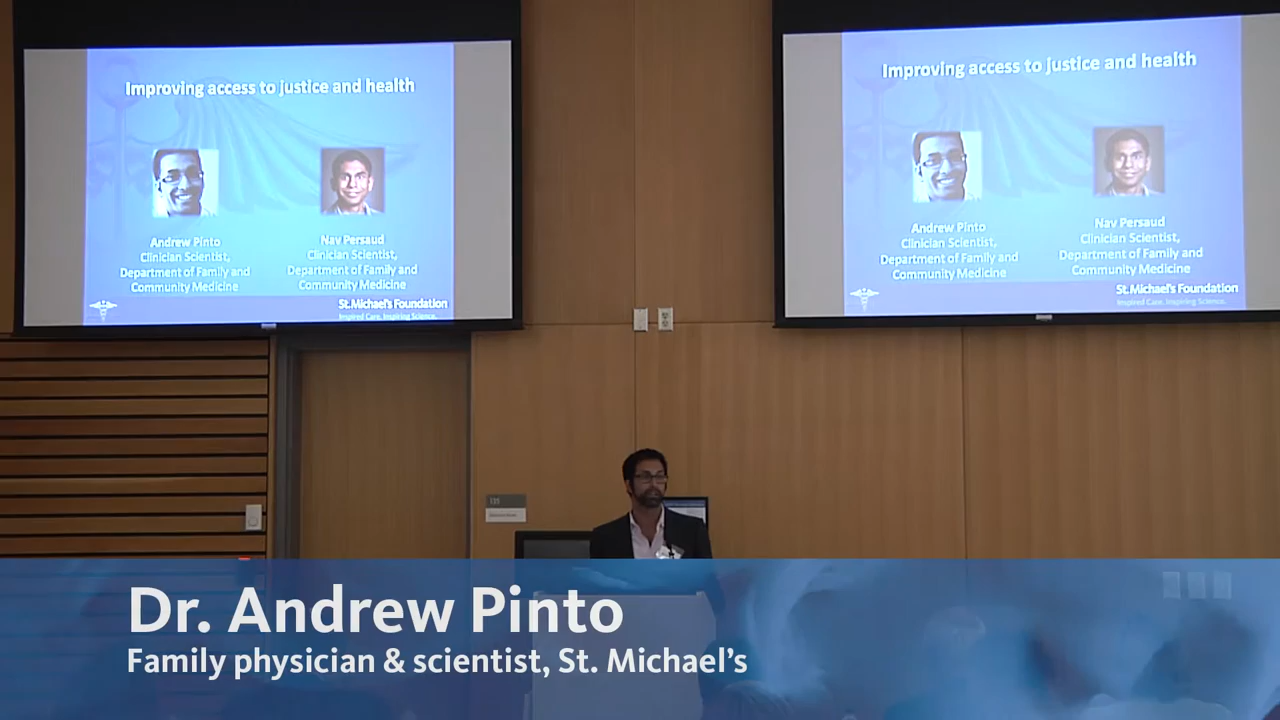 Improving access to justice and health
Andrew Pinto
Clinician Scientist,
Department of Family and
Community Medicine
Nav Persaud
Clinician Scientist,
Department of Family and
Community Medicine
St.Michael's Foundation
Inspired Care. Inspiring Science.
Improving access to justice and health
Andrew Pinto
Clinician Scientist,
Department of Family and
Community Medicine
Nav Persaud
Clinician Scientist,
Department of Family and
Community Medicine
St.Michael's Foundation
Inspired Care. Inspiring Science.
Dr. Andrew Pinto
Family physician & scientist, St. Michael's